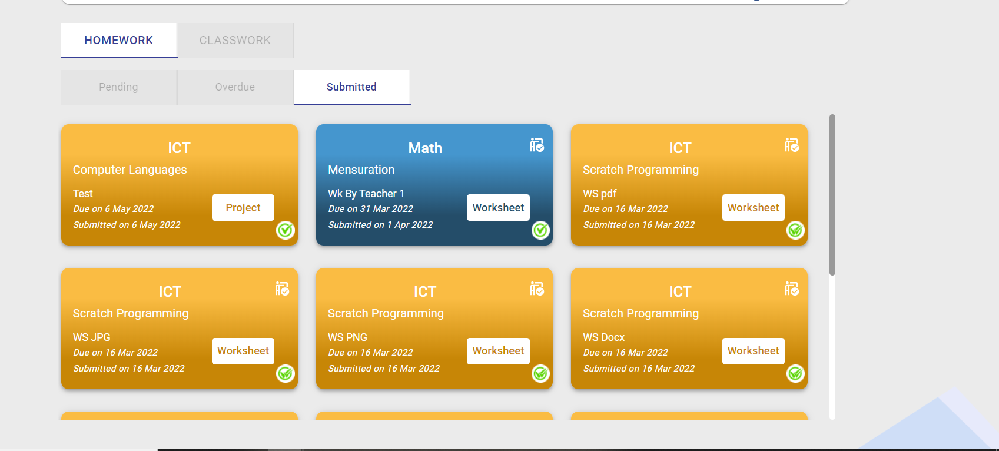 HOMEWORK
CLASSWORK
Pending
Overdue
Submitted
ICT
Computer Languages
Test
Due on 6 May 2022
Submitted on 6 May 2022
Project
Math
Mensuration
Wk By Teacher 1
Due on 31 Mar 2022
Submitted on 1 Apr 2022
Worksheet
ICT
Scratch Programming
WS pdf
Due on 16 Mar 2022
Submitted on 16 Mar 2022
Worksheet
ICT
Scratch Programming
WS JPG
Due on 16 Mar 2022
Submitted on 16 Mar 2022
Worksheet
ICT
Scratch Programming
WS PNG
Due on 16 Mar 2022
Submitted on 16 Mar 2022
Worksheet
ICT
Scratch Programming
WS Docx
Due on 16 Mar 2022
Submitted on 16 Mar 2022
Worksheet